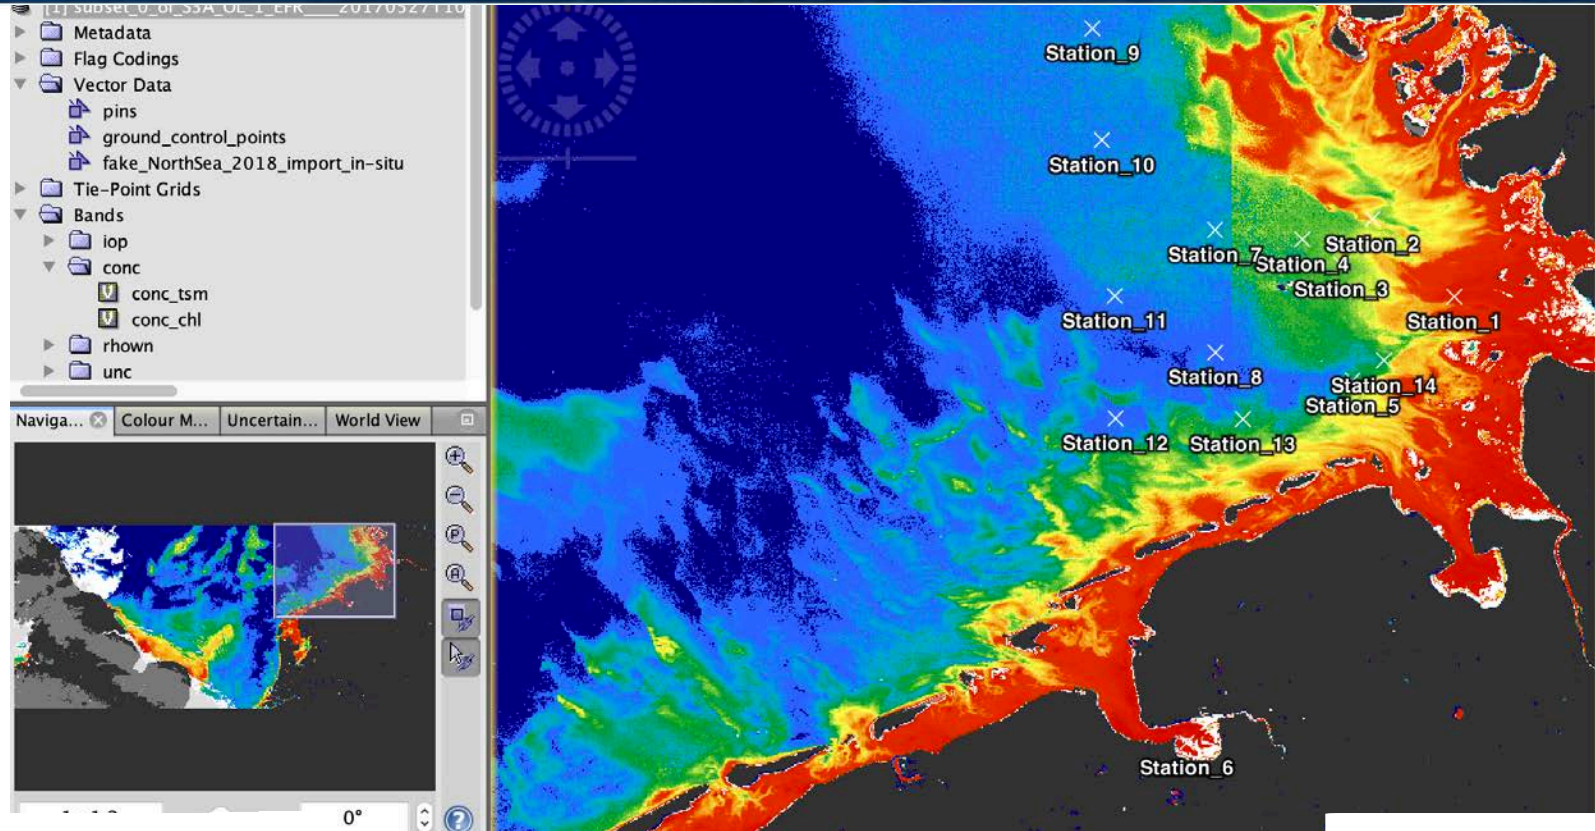 [1] subset_0_of_S3A_OL_1_EFR____20170527T10
Metadata
Flag Codings
Vector Data
pins
ground_control_points
fake_NorthSea_2018_import_in-situ
Tie-Point Grids
Bands
iop
conc
conc_tsm
conc_chl
rhown
unc
Naviga...
Colour M...
Uncertain...
World View
0°
Station_9
Station_10
Station_2
Station_7
Station_4
Station_3
Station_11
Station_1
Station_8
Station_14
Station_5
Station_12
Station_13
Station_6